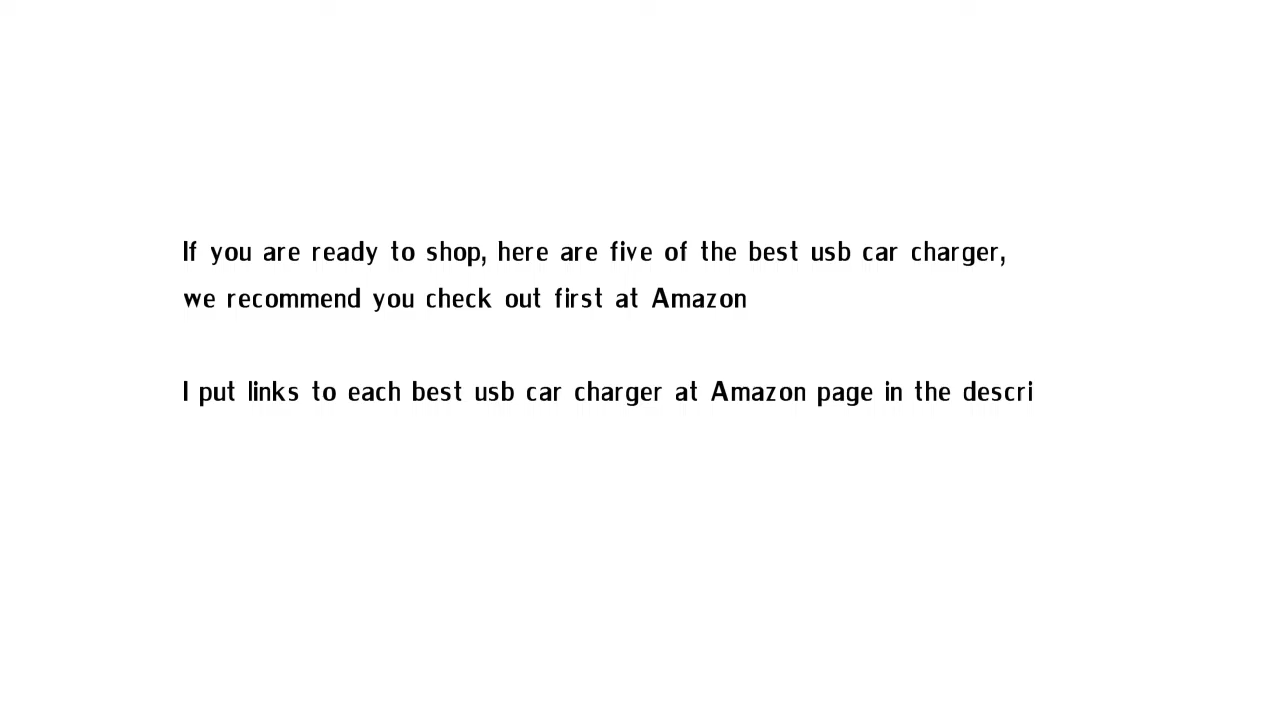 If you are ready to shop, here are five of the best usb car charger,
we recommend you check out first at Amazon
I put links to each best usb car charger at Amazon page in the descri